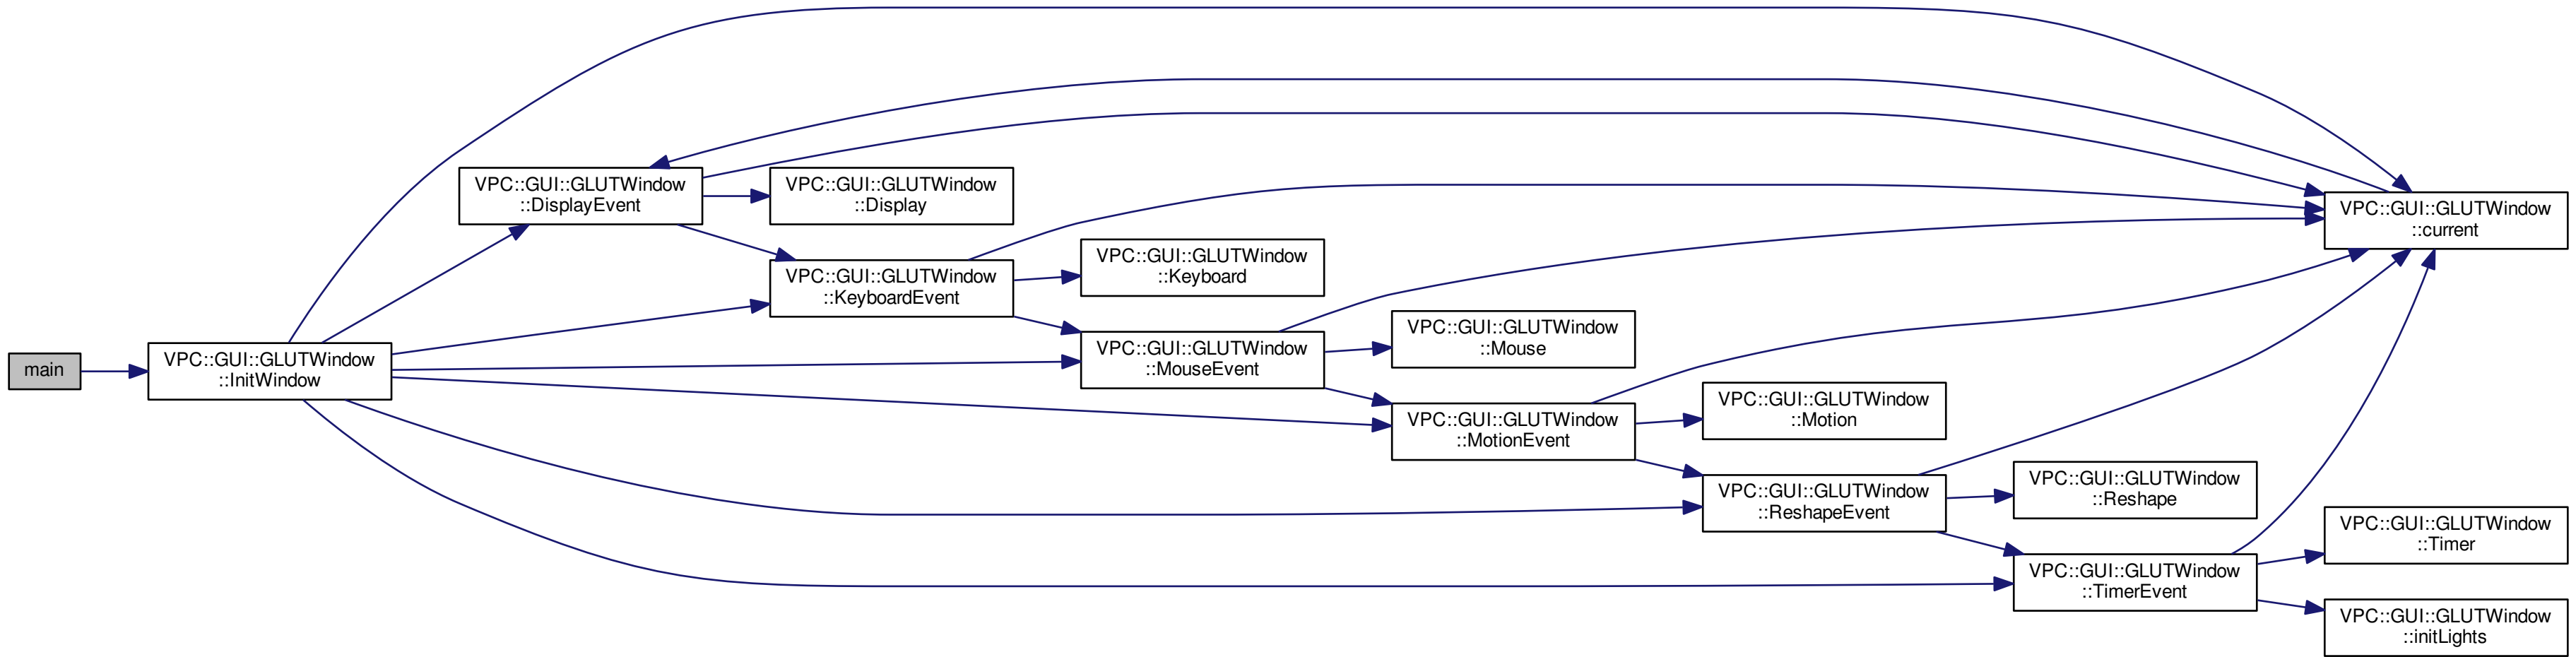 VPC::GUI::GLUTWindow
::DisplayEvent
VPC::GUI::GLUTWindow
::Display
VPC::GUI::GLUTWindow
::current
VPC::GUI::GLUTWindow
::KeyboardEvent
VPC::GUI::GLUTWindow
::Keyboard
main
VPC::GUI::GLUTWindow
::InitWindow
VPC::GUI::GLUTWindow
::MouseEvent
VPC::GUI::GLUTWindow
::Mouse
VPC::GUI::GLUTWindow
::MotionEvent
VPC::GUI::GLUTWindow
::Motion
VPC::GUI::GLUTWindow
::ReshapeEvent
VPC::GUI::GLUTWindow
::Reshape
VPC::GUI::GLUTWindow
::TimerEvent
VPC::GUI::GLUTWindow
::Timer
VPC::GUI::GLUTWindow
::initLights